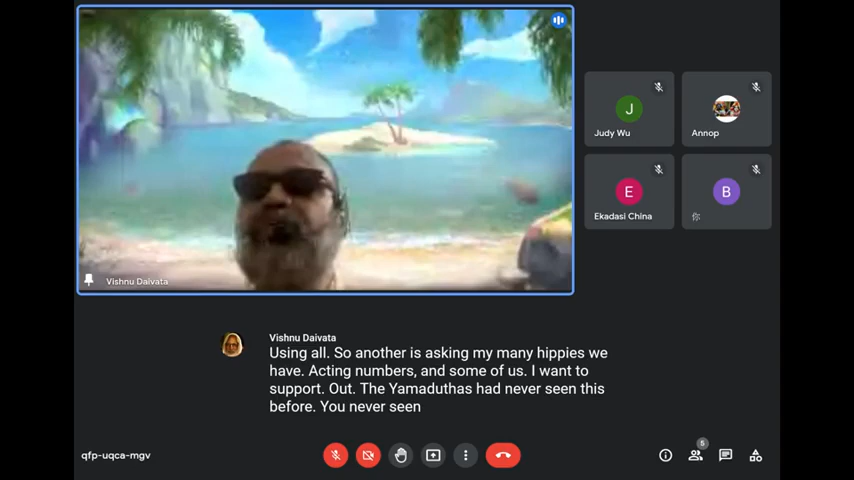 Vishnu Daivata
J
Judy Wu
Annop
E
Ekadasi China
B
你
Vishnu Daivata
Using all. So another is asking my many hippies we
have. Acting numbers, and some of us. I want to
support. Out. The Yamaduthas had never seen this
before. You never seen
qfp-uqca-mgv
5